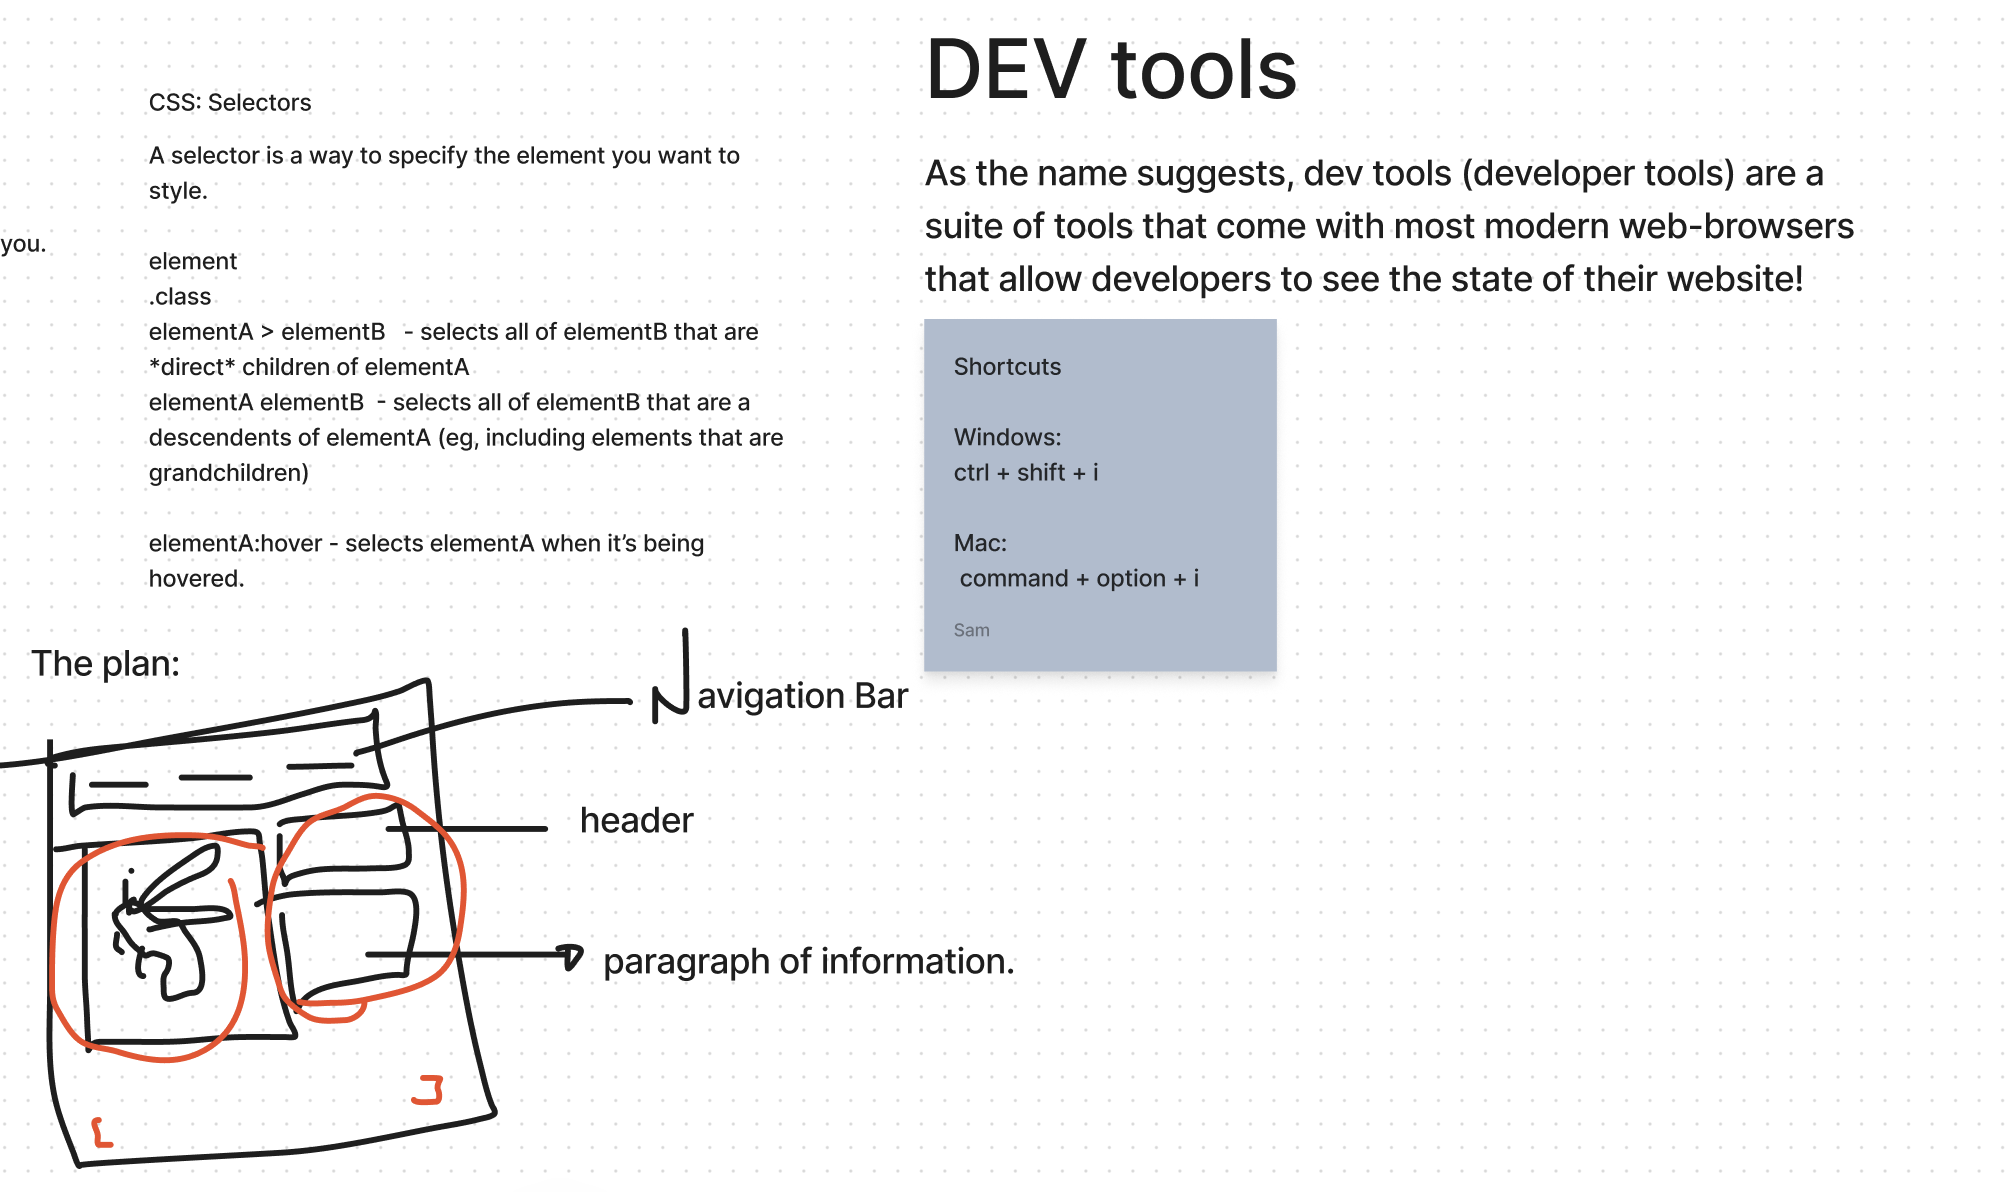 you.
CSS: Selectors
A selector is a way to specify the element you want to
style.
element
.class
elementA > elementB   - selects all of elementB that are
*direct* children of elementA
elementA elementB  - selects all of elementB that are a
descendents of elementA (eg, including elements that are
grandchildren)
elementA:hover - selects elementA when it’s being
hovered.
DEV tools
As the name suggests, dev tools (developer tools) are a
suite of tools that come with most modern web-browsers
that allow developers to see the state of their website!
Shortcuts
Windows:
ctrl + shift + i
Mac:
command + option + i
Sam
The plan:
Navigation Bar
header
paragraph of information.